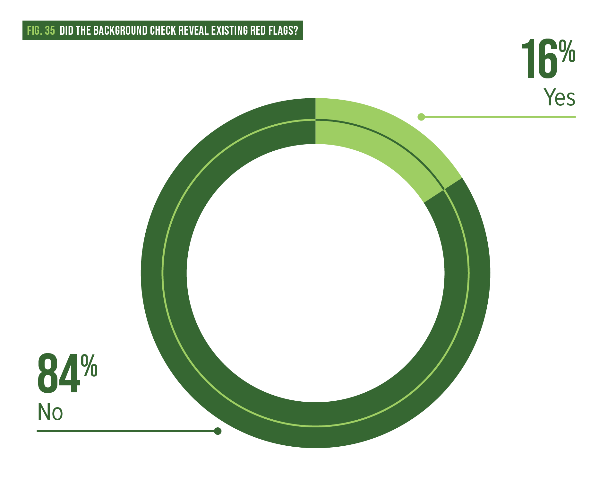 FIG. 35 DID THE BACKGROUND CHECK REVEAL EXISTING RED FLAGS?
16%
Yes
84%
No